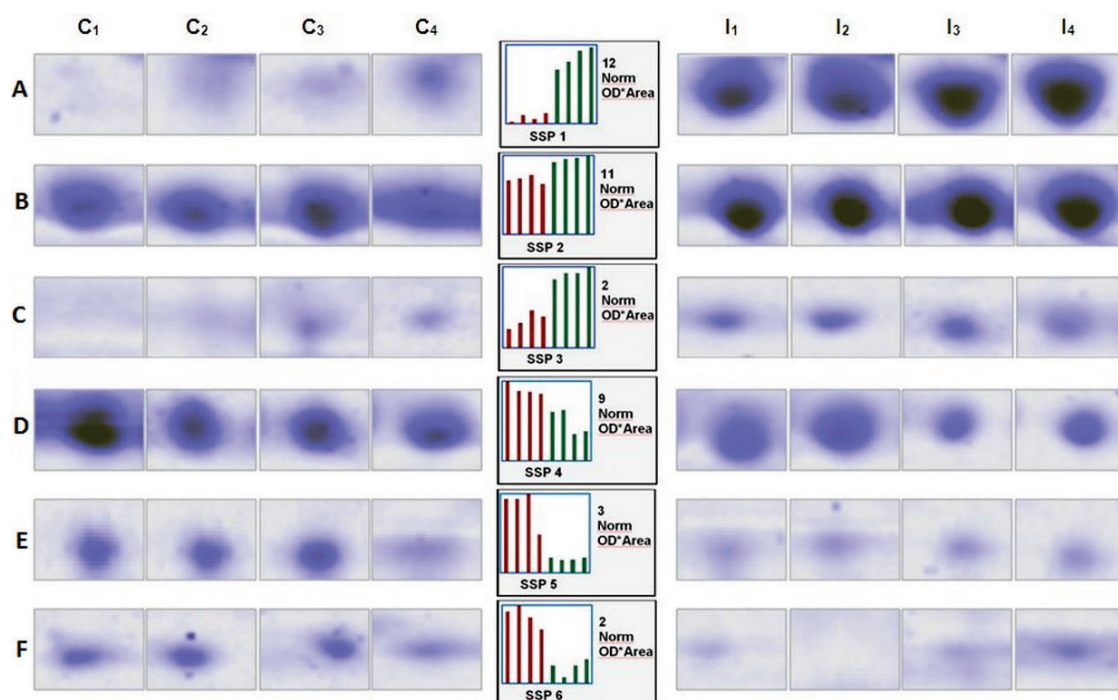 C1 C2 C3 C4 I1 I2 I3 I4
A
12
Norm
OD*Area
SSP 1
B
11
Norm
OD*Area
SSP 2
C
2
Norm
OD*Area
SSP 3
D
9
Norm
OD*Area
SSP 4
E
3
Norm
OD*Area
SSP 5
F
2
Norm
OD*Area
SSP 6